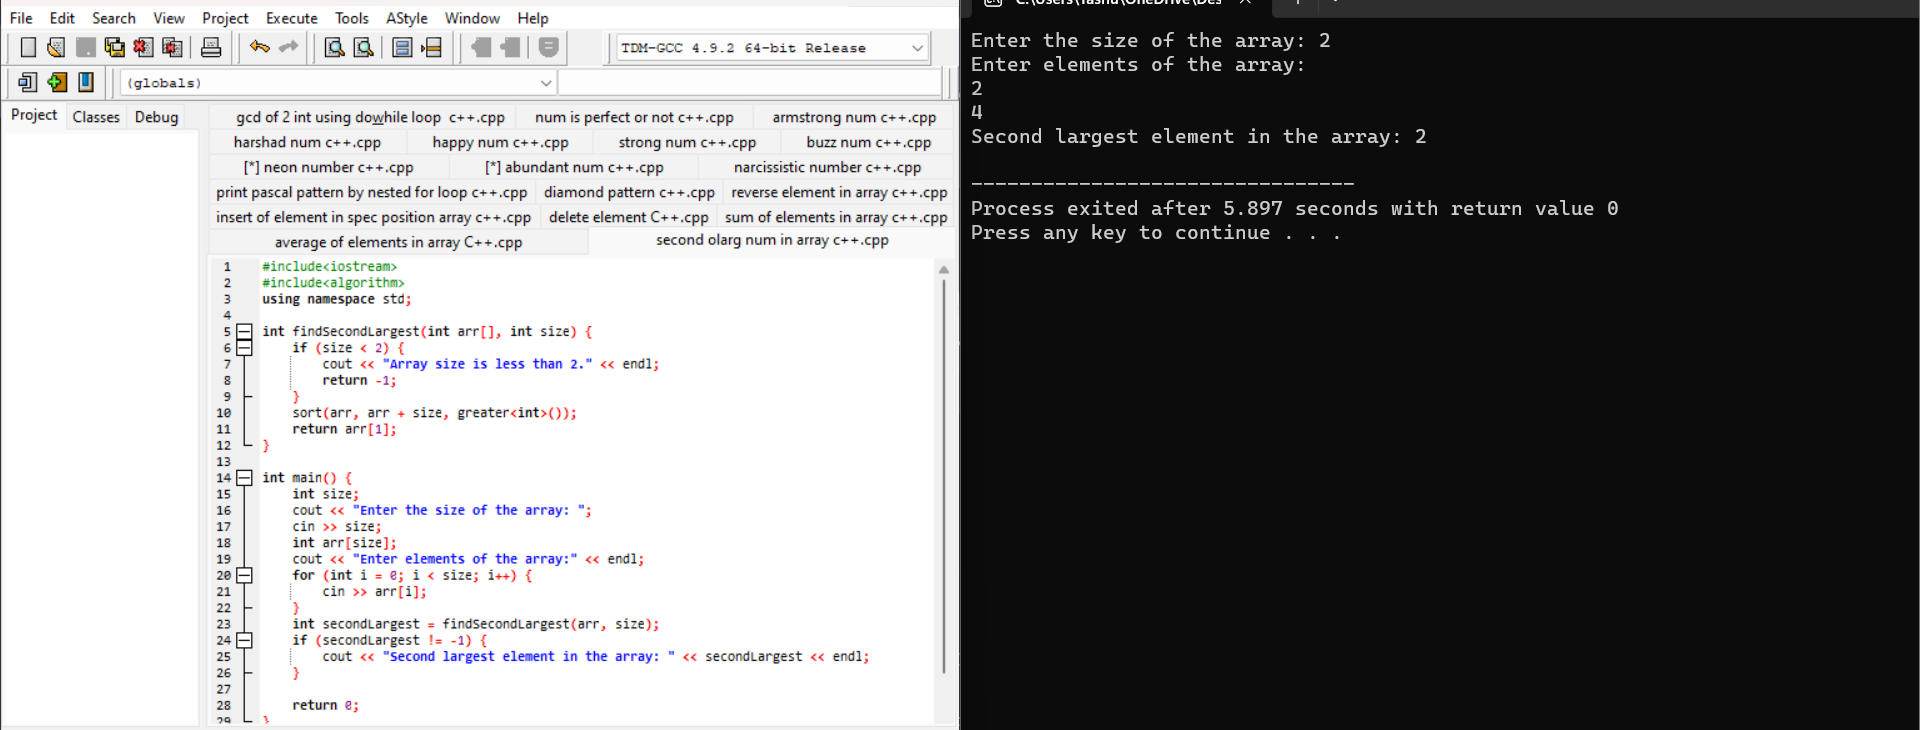 File Edit Search View Project Execute Tools AStyle Window Help
TDM-GCC 4.9.2 64-bit Release
(globals)
Project Classes Debug
gcd of 2 int using dowhile loop  c++.cpp num is perfect or not c++.cpp armstrong num c++.cpp
harshad num c++.cpp happy num c++.cpp strong num c++.cpp buzz num c++.cpp
[*] neon number c++.cpp [*] abundant num c++.cpp narcissistic number c++.cpp
print pascal pattern by nested for loop c++.cpp diamond pattern c++.cpp reverse element in array c++.cpp
insert of element in spec position array c++.cpp delete element C++.cpp sum of elements in array c++.cpp
average of elements in array C++.cpp second olarg num in array c++.cpp
1 #include<iostream>
2 #include<algorithm>
3 using namespace std;
4
5 int findSecondLargest(int arr[], int size) {
6 if (size < 2) {
7 cout << "Array size is less than 2." << endl;
8 return -1;
9 }
10 sort(arr, arr + size, greater<int>());
11 return arr[1];
12 }
13
14 int main() {
15 int size;
16 cout << "Enter the size of the array: ";
17 cin >> size;
18 int arr[size];
19 cout << "Enter elements of the array:" << endl;
20 for (int i = 0; i < size; i++) {
21 cin >> arr[i];
22 }
23 int secondLargest = findSecondLargest(arr, size);
24 if (secondLargest != -1) {
25 cout << "Second largest element in the array: " << secondLargest << endl;
26 }
27
28 return 0;
29 }
C:\Users\Tashu\OneDrive\Des
Enter the size of the array: 2
Enter elements of the array:
2
4
Second largest element in the array: 2
--------------------------------
Process exited after 5.897 seconds with return value 0
Press any key to continue . . .